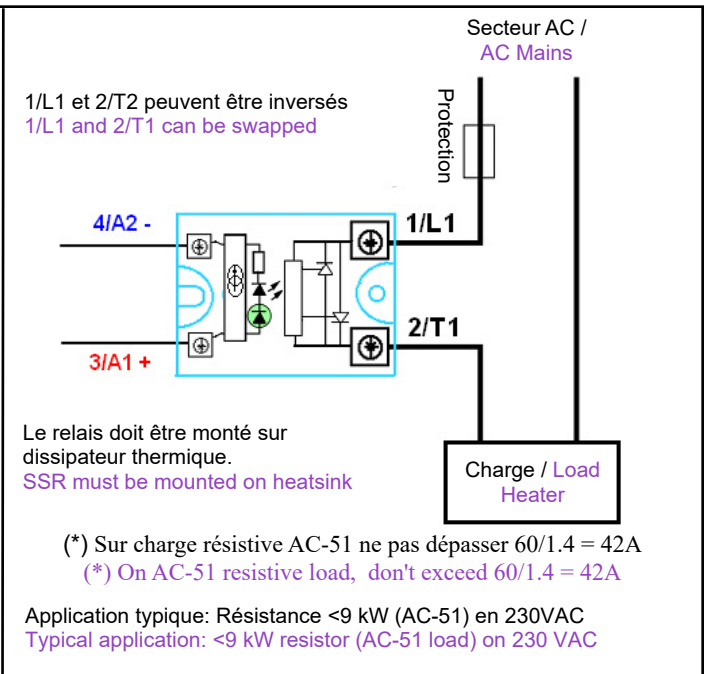 Secteur AC /
AC Mains
1/L1 et 2/T2 peuvent être inversés
1/L1 and 2/T1 can be swapped
Protection
4/A2 -
1/L1
2/T1
3/A1 +
Le relais doit être monté sur
dissipateur thermique.
SSR must be mounted on heatsink
Charge / Load
Heater
(*) Sur charge résistive AC-51 ne pas dépasser 60/1.4 = 42A
(*) On AC-51 resistive load, don't exceed 60/1.4 = 42A
Application typique: Résistance <9 kW (AC-51) en 230VAC
Typical application: <9 kW resistor (AC-51 load) on 230 VAC